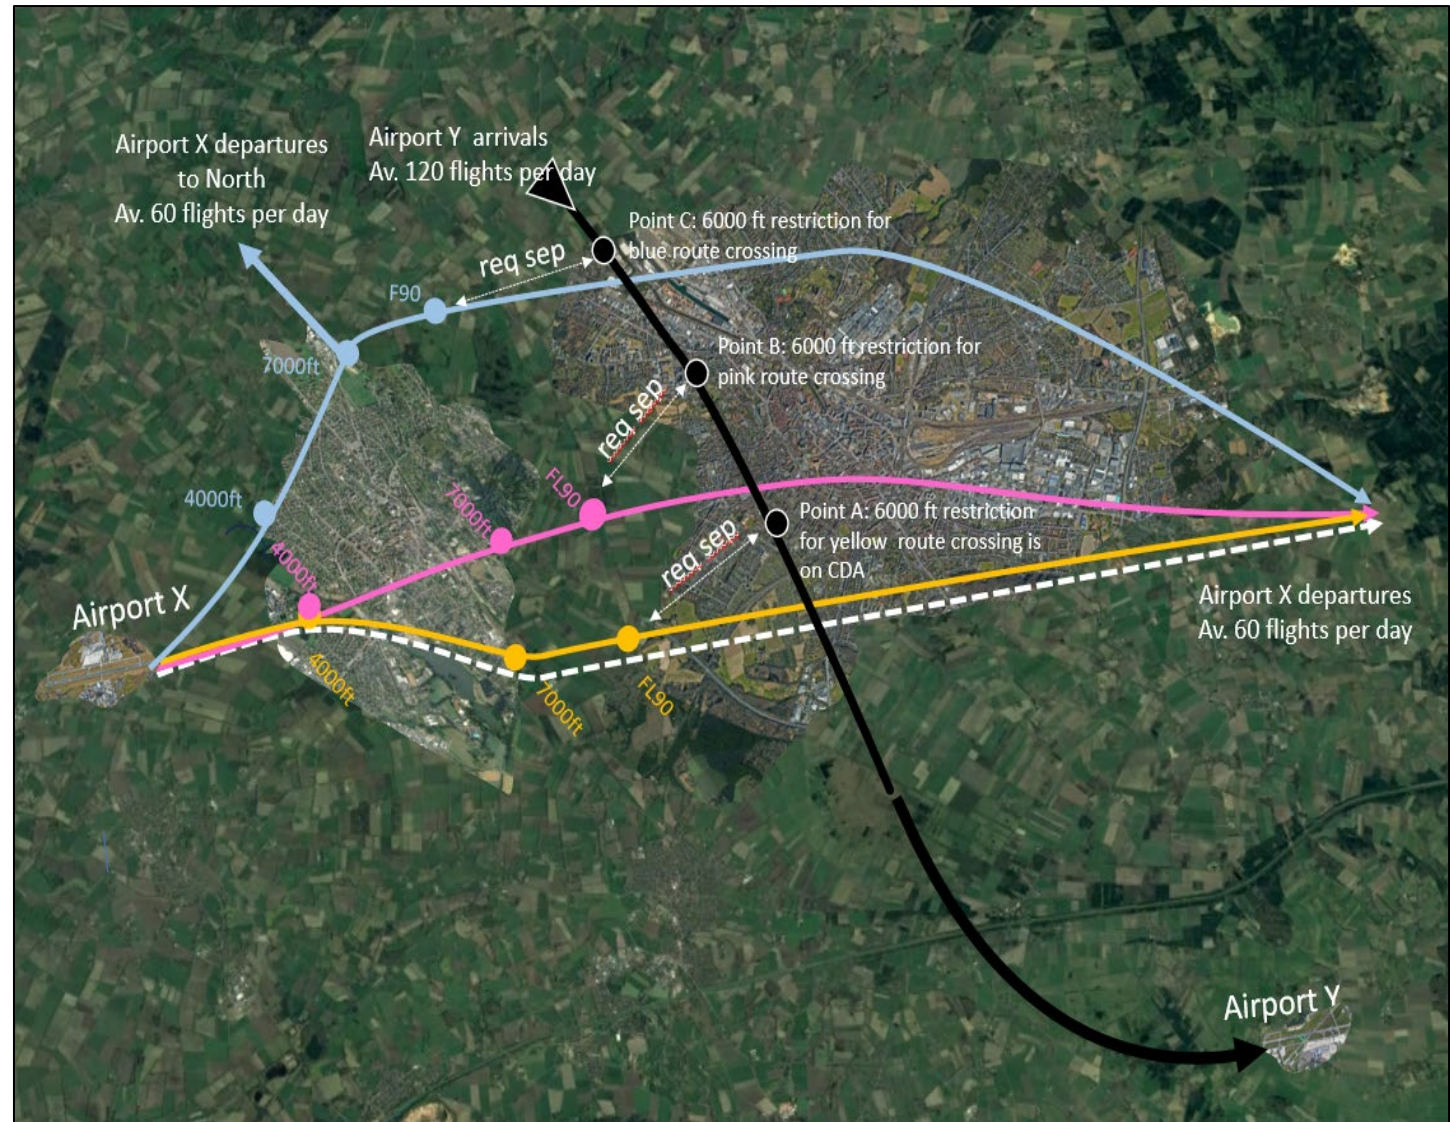 Airport X departures
to North
Av. 60 flights per day
Airport Y  arrivals
Av. 120 flights per day
Point C: 6000 ft restriction for
blue route crossing
req sep
F90
7000ft
Point B: 6000 ft restriction for
pink route crossing
req sep
4000ft
7000ft
FL90
4000ft
Point A: 6000 ft restriction
for yellow  route crossing is
on CDA
req sep
Airport X
4000ft
7000ft
FL90
Airport X departures
Av. 60 flights per day
Airport Y